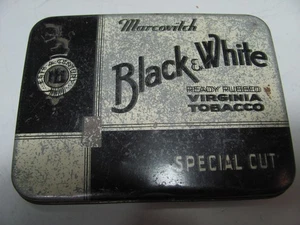 Marcovitch
Black & White
READY RUBBED
VIRGINIA
TOBACCO
SPECIAL CUT